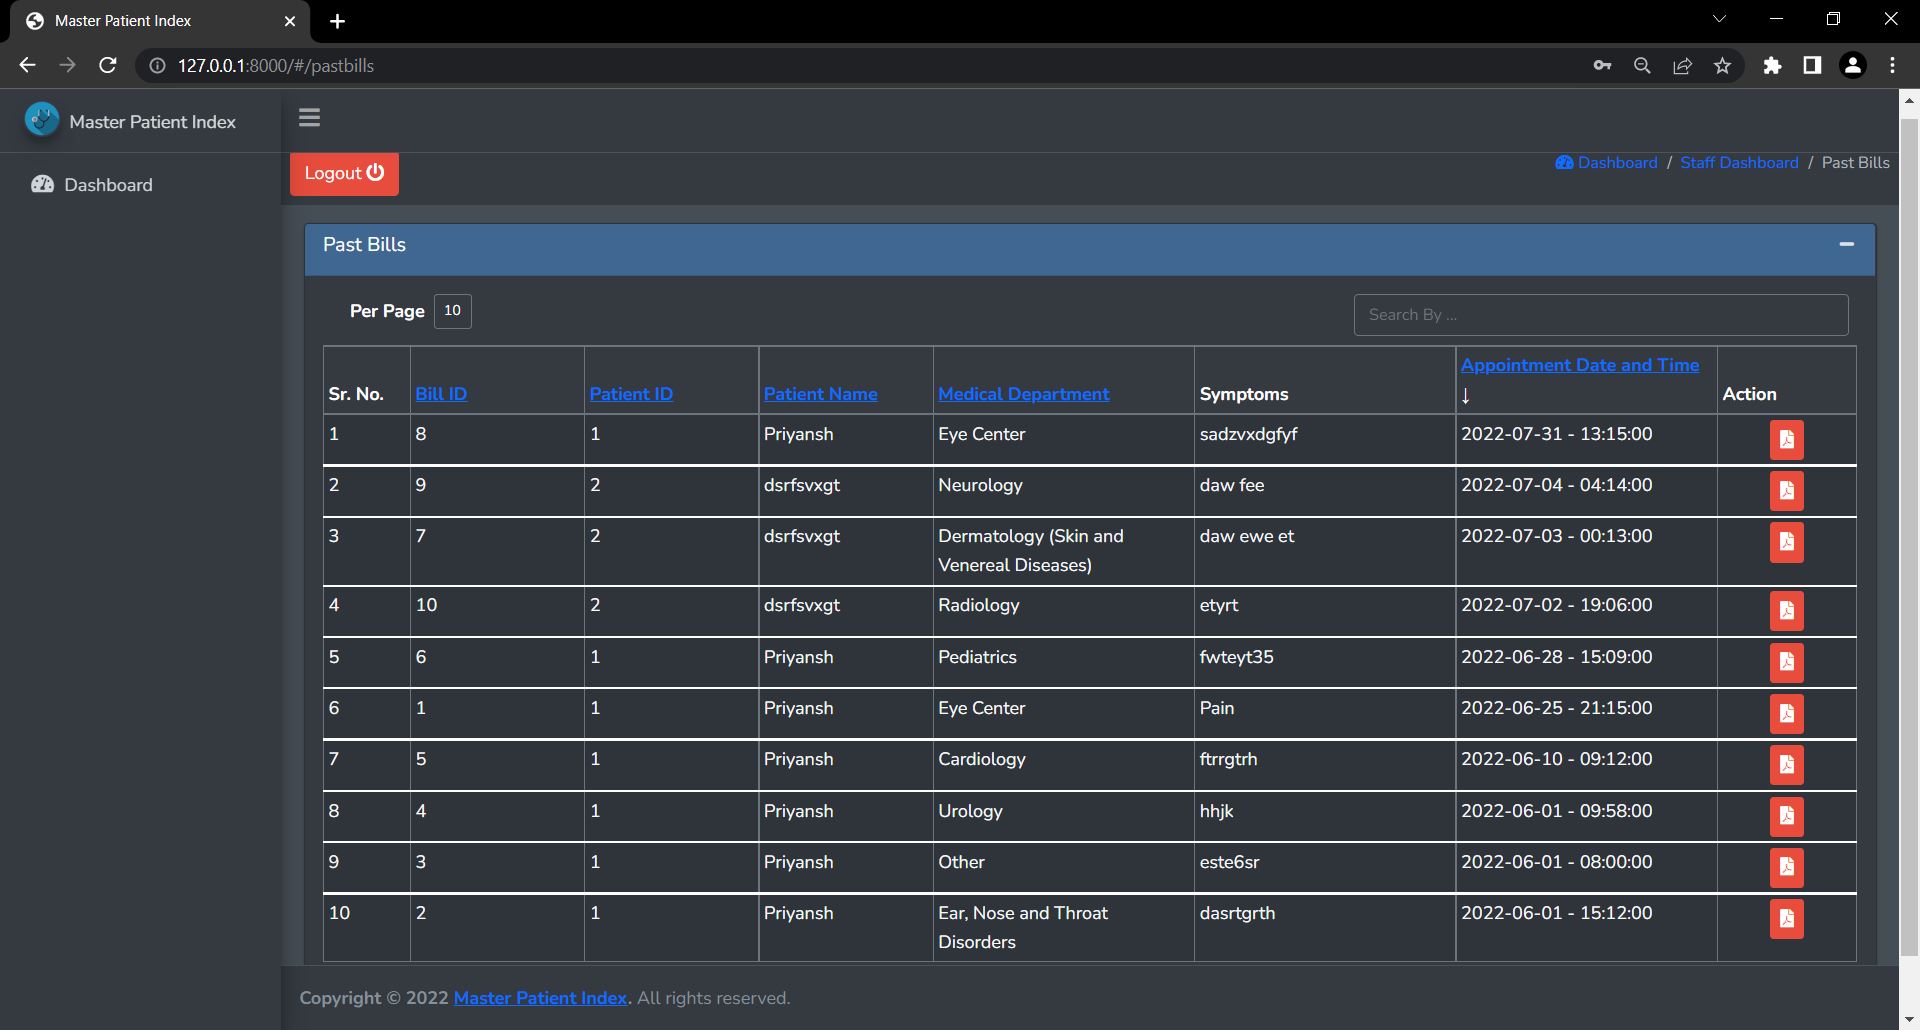 Master Patient Index
127.0.0.1:8000/#/pastbills
Master Patient Index
Dashboard
Logout
Dashboard / Staff Dashboard / Past Bills
Past Bills
Per Page 10
Search By ...
Sr. No. Bill ID Patient ID Patient Name Medical Department Symptoms Appointment Date and Time ↓ Action
1 8 1 Priyansh Eye Center sadzvxdgfyf 2022-07-31 - 13:15:00
2 9 2 dsrfsvxgt Neurology daw fee 2022-07-04 - 04:14:00
3 7 2 dsrfsvxgt Dermatology (Skin and daw ewe et 2022-07-03 - 00:13:00
Venereal Diseases)
4 10 2 dsrfsvxgt Radiology etyrt 2022-07-02 - 19:06:00
5 6 1 Priyansh Pediatrics fwteyt35 2022-06-28 - 15:09:00
6 1 1 Priyansh Eye Center Pain 2022-06-25 - 21:15:00
7 5 1 Priyansh Cardiology ftrrgtrh 2022-06-10 - 09:12:00
8 4 1 Priyansh Urology hhjk 2022-06-01 - 09:58:00
9 3 1 Priyansh Other este6sr 2022-06-01 - 08:00:00
10 2 1 Priyansh Ear, Nose and Throat dasrtgrth 2022-06-01 - 15:12:00
Disorders
Copyright © 2022 Master Patient Index. All rights reserved.